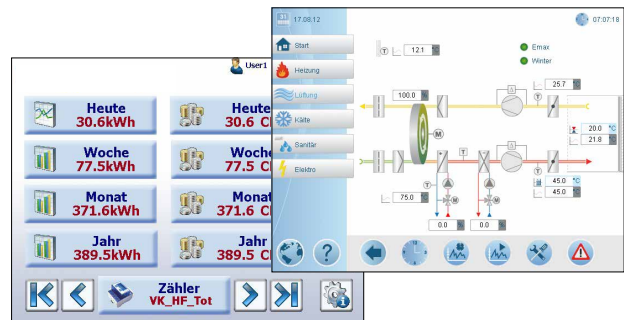 User1
Heute
30.6kWh
Heute
30.6 C
Woche
77.5kWh
Woche
77.5 C
Monat
371.6kWh
Monat
371.6 C
Jahr
389.5kWh
Jahr
389.5 C
Zähler
VK_HF_Tot
17.08.12
07:07:18
Start
Heizung
Lüftung
Kälte
Sanitär
Elektro
T 12.1
Emax
Winter
100.0
25.7
T
M
20.0 °C
21.8
T
T
T
45.0 °C
45.0
75.0
M
M
0.0
0.0
?